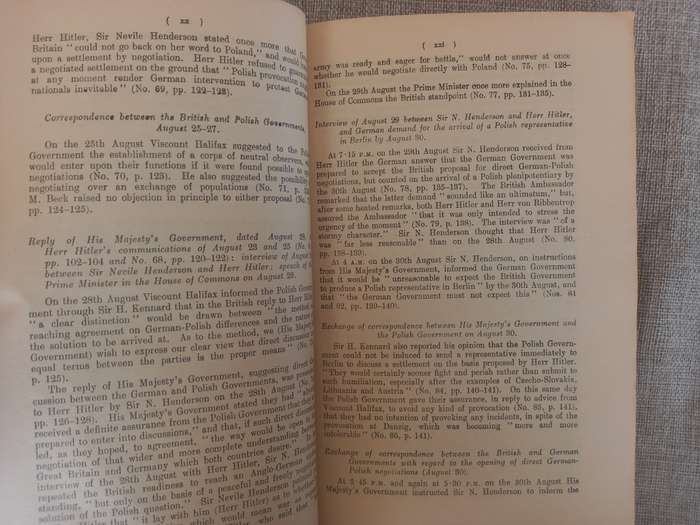 ( xx )
Herr Hitler, Sir Nevile Henderson stated once more that
Britain "could not go back on her word to Poland," and would
upon a settlement by negotiation. Herr Hitler refused to
a negotiated settlement on the ground that "Polish provocation
at any moment render German intervention to protect
nationals inevitable" (No. 69, pp. 122–123).
Correspondence between the British and Polish Governments,
August 25–27.
On the 25th August Viscount Halifax suggested to the
Government the establishment of a corps of neutral observers,
would enter upon their functions if it were found possible to
negotiations (No. 70, p. 123). He also suggested the possibility
negotiating over an exchange of populations (No. 71, p.
M. Beck raised no objection in principle to either proposal (No.
pp. 124–125).
Reply of His Majesty's Government, dated August 28,
Herr Hitler's communications of August 23 and 25 (No.
pp. 102–104 and No. 68, pp. 120–122): interview of August
between Sir Nevile Henderson and Herr Hitler; speech of
Prime Minister in the House of Commons on August 29.
On the 28th August Viscount Halifax informed the Polish
ment through Sir H. Kennard that in the British reply to Herr
"a clear distinction" would be drawn between "the method
reaching agreement on German-Polish differences and the
the solution to be arrived at. As to the method, we (His Majesty's
Government) wish to express our clear view that direct discussion
equal terms between the parties is the proper means" (No.
p. 125).
The reply of His Majesty's Government, suggesting direct
cussion between the German and Polish Governments, was
to Herr Hitler by Sir N. Henderson on the 28th August (No.
pp. 126–128). His Majesty's Government stated they had "
received a definite assurance from the Polish Government that
prepared to enter into discussions," and that, if such direct
led, as they hoped, to agreement, "the way would be open
negotiation of that wider and more complete understanding
Great Britain and Germany which both countries desire."
interview of the 28th August with Herr Hitler, Sir N.
repeated the British readiness to reach an Anglo-German
standing, "but only on the basis of a peaceful and freely
solution of the Polish question." Sir Nevile Henderson
Herr Hitler that "it lay with him (Herr Hitler) as to whether
which would mean
Hitler, who said
( xxi )
army was ready and eager for battle," would not answer at once
whether he would negotiate directly with Poland (No. 75, pp. 128–
On the 29th August the Prime Minister once more explained in the
House of Commons the British standpoint (No. 77, pp. 131–135).
Interview of August 29 between Sir N. Henderson and Herr Hitler,
and German demand for the arrival of a Polish representative
in Berlin by August 30.
At 7·15 P.M. on the 29th August Sir N. Henderson received from
Herr Hitler the German answer that the German Government was
prepared to accept the British proposal for direct German-Polish
negotiations, but counted on the arrival of a Polish plenipotentiary by
the 30th August (No. 78, pp. 135–137). The British Ambassador
remarked that the latter demand "sounded like an ultimatum," but,
after some heated remarks, both Herr Hitler and Herr von Ribbentrop
assured the Ambassador "that it was only intended to stress the
urgency of the moment" (No. 79, p. 138). The interview was "of a
stormy character." Sir N. Henderson thought that Herr Hitler
was "far less reasonable" than on the 28th August (No. 80,
pp. 138–139).
At 4 A.M. on the 30th August Sir N. Henderson, on instructions
from His Majesty's Government, informed the German Government
that it would be "unreasonable to expect the British Government
to produce a Polish representative in Berlin" by the 30th August, and
that "the German Government must not expect this" (Nos. 81
and 82, pp. 139–140).
Exchange of correspondence between His Majesty's Government and
the Polish Government on August 30.
Sir H. Kennard also reported his opinion that the Polish Govern-
ment could not be induced to send a representative immediately to
Berlin to discuss a settlement on the basis proposed by Herr Hitler.
"They would certainly sooner fight and perish rather than submit to
such humiliation, especially after the examples of Czecho-Slovakia,
Lithuania and Austria" (No. 84, pp. 140–141). On this same day
the Polish Government gave their assurance, in reply to advice from
Viscount Halifax, to avoid any kind of provocation (No. 85, p. 141),
that they had no intention of provoking any incidents, in spite of the
provocation at Danzig, which was becoming "more and more
intolerable" (No. 86, p. 141).
Exchange of correspondence between the British and German
Governments with regard to the opening of direct German-
Polish negotiations (August 30).
At 2·45 P.M. and again at 5·30 P.M. on the 30th August His
Majesty's Government instructed Sir N. Henderson to inform the